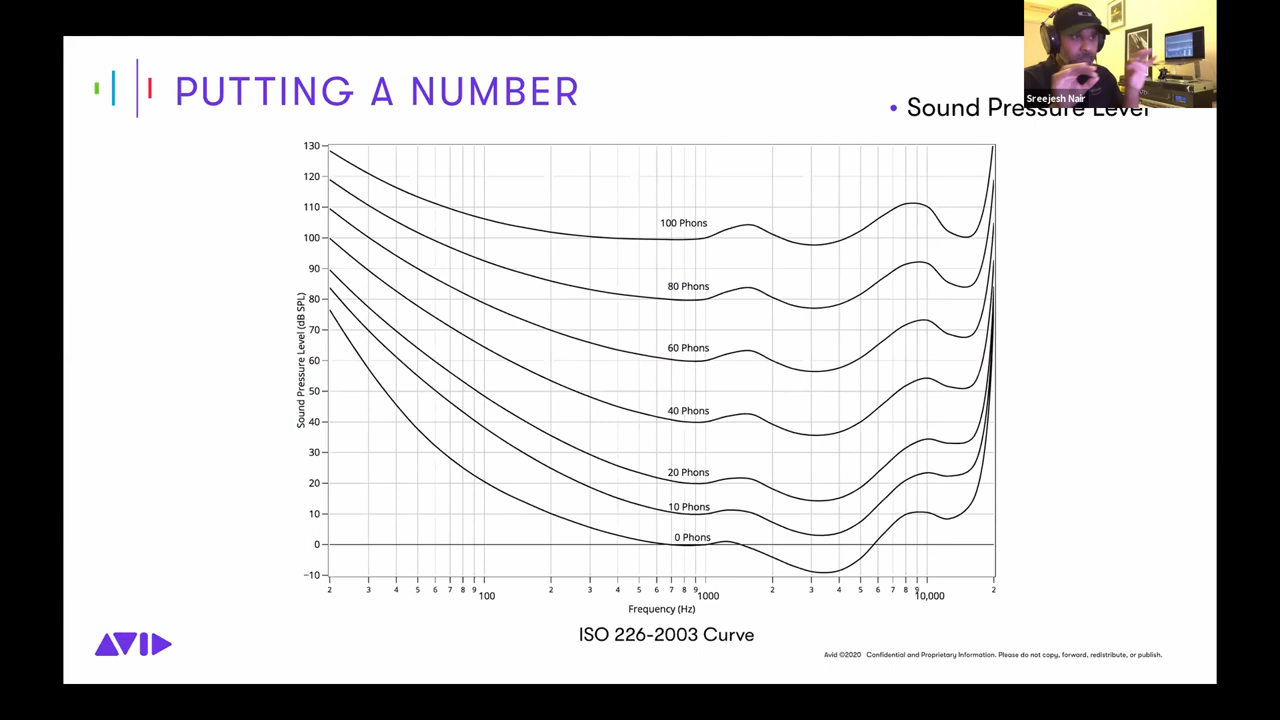 PUTTING A NUMBER
Sreejesh Nair
• Sound Pressure Level
130
120
110
100
90
80
70
60
50
40
30
20
10
0
−10
Sound Pressure Level (dB SPL)
100 Phons
80 Phons
60 Phons
40 Phons
20 Phons
10 Phons
0 Phons
2 3 4 5 6 7 8 9 100 2 3 4 5 6 7 8 9 1000 2 3 4 5 6 7 8 9 10,000 2
Frequency (Hz)
ISO 226-2003 Curve
AVID
Avid ©2020 Confidential and Proprietary Information. Please do not copy, forward, redistribute, or publish.